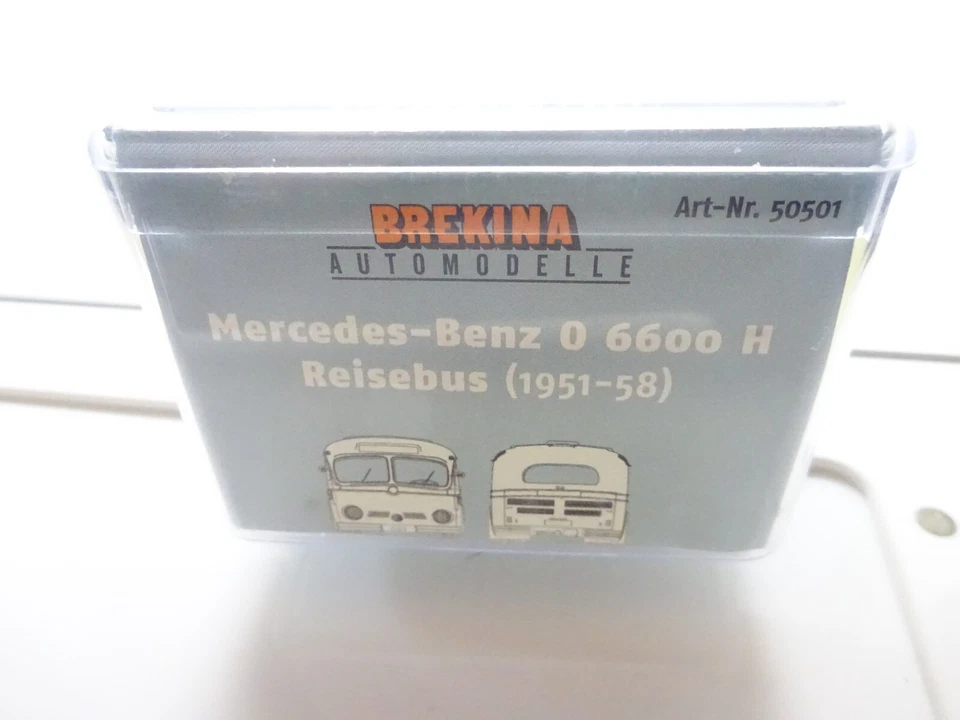 BREKINA
AUTOMODELLE
Art-Nr. 50501
Mercedes-Benz O 6600 H
Reisebus (1951-58)